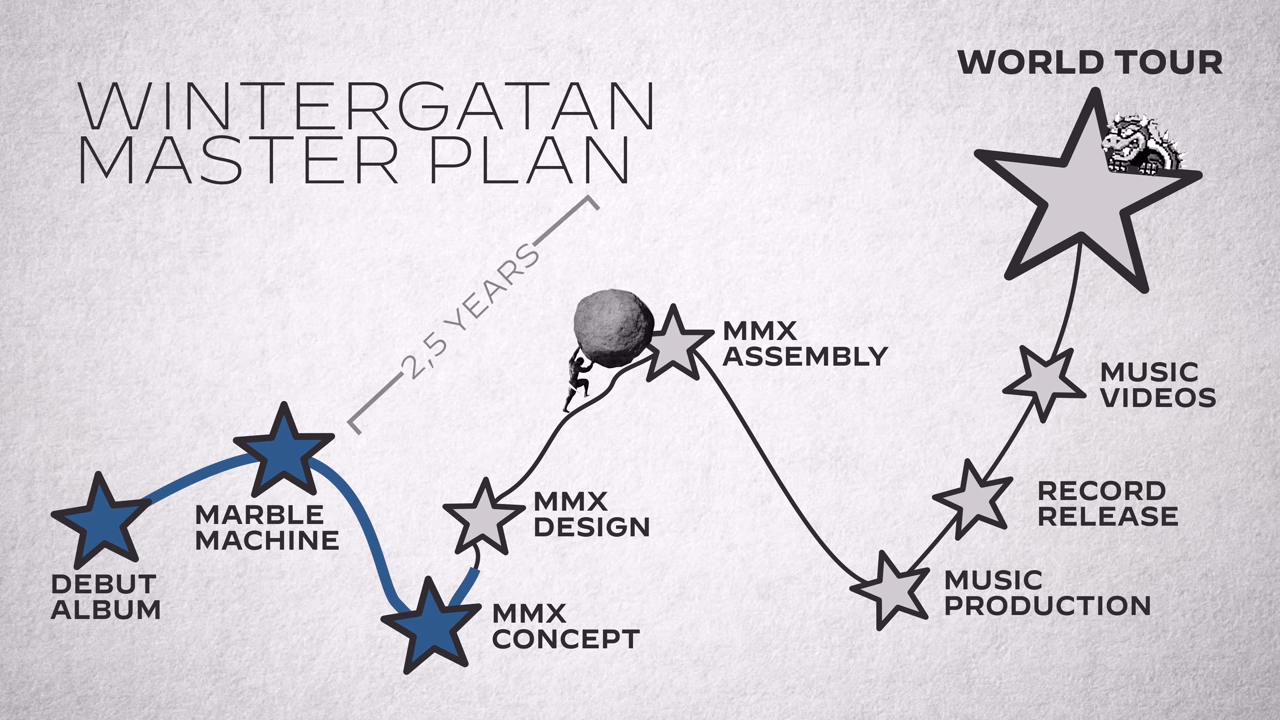 WINTERGATAN
MASTER PLAN
WORLD TOUR
2,5 YEARS
MMX
ASSEMBLY
MUSIC
VIDEOS
MARBLE
MACHINE
MMX
DESIGN
RECORD
RELEASE
DEBUT
ALBUM
MMX
CONCEPT
MUSIC
PRODUCTION